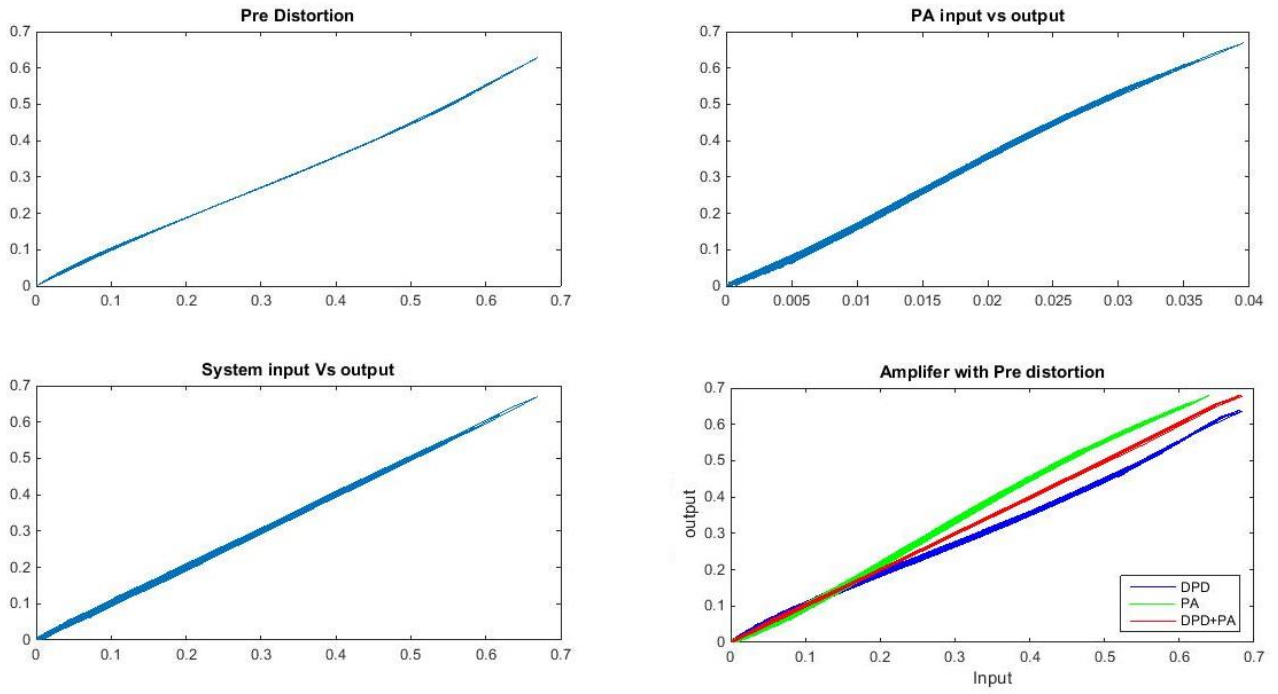 Pre Distortion
0.7
0.6
0.5
0.4
0.3
0.2
0.1
0
0 0.1 0.2 0.3 0.4 0.5 0.6 0.7
PA input vs output
0.7
0.6
0.5
0.4
0.3
0.2
0.1
0
0 0.005 0.01 0.015 0.02 0.025 0.03 0.035 0.04
System input Vs output
0.7
0.6
0.5
0.4
0.3
0.2
0.1
0
0 0.1 0.2 0.3 0.4 0.5 0.6 0.7
Amplifer with Pre distortion
output
0.7
0.6
0.5
0.4
0.3
0.2
0.1
0
0 0.1 0.2 0.3 0.4 0.5 0.6 0.7
Input
DPD
PA
DPD+PA